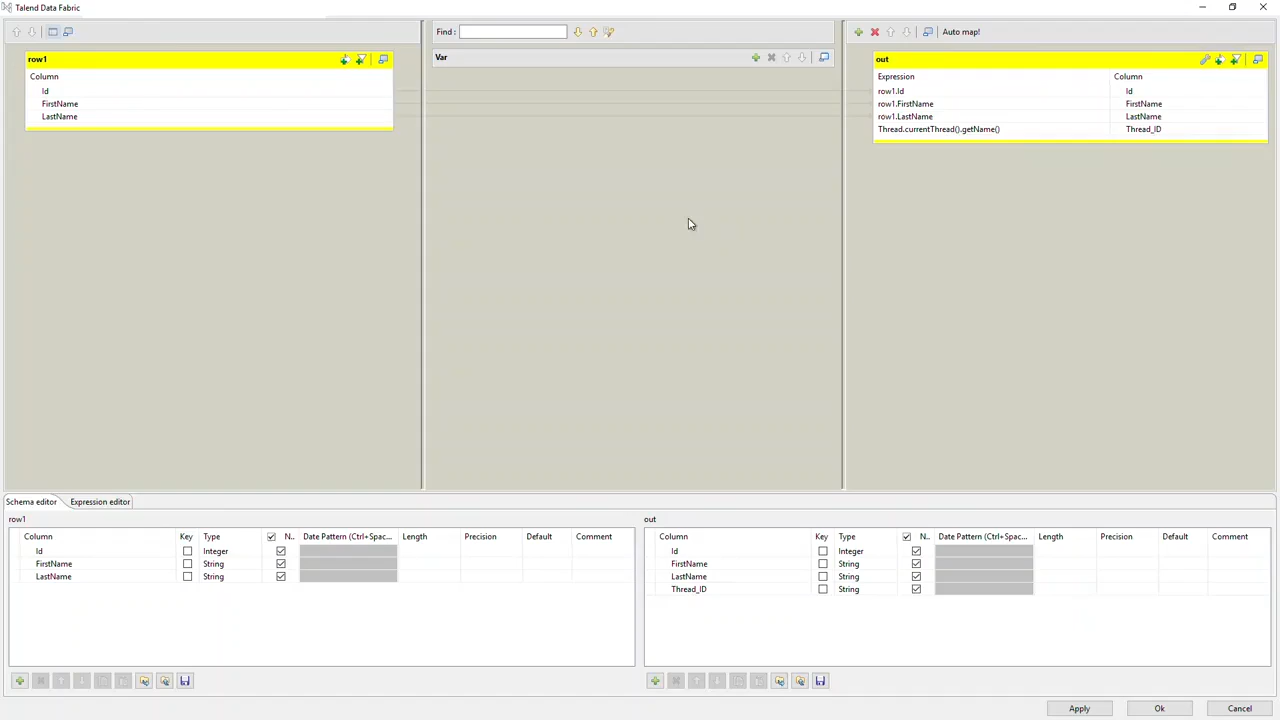 Talend Data Fabric
Find :
Auto map!
row1
Column
Id
FirstName
LastName
Var
out
Expression Column
row1.Id Id
row1.FirstName FirstName
row1.LastName LastName
Thread.currentThread().getName() Thread_ID
Schema editor Expression editor
row1
Column Key Type N.. Date Pattern (Ctrl+Spac... Length Precision Default Comment
Id Integer
FirstName String
LastName String
out
Column Key Type N.. Date Pattern (Ctrl+Spac... Length Precision Default Comment
Id Integer
FirstName String
LastName String
Thread_ID String
Apply Ok Cancel